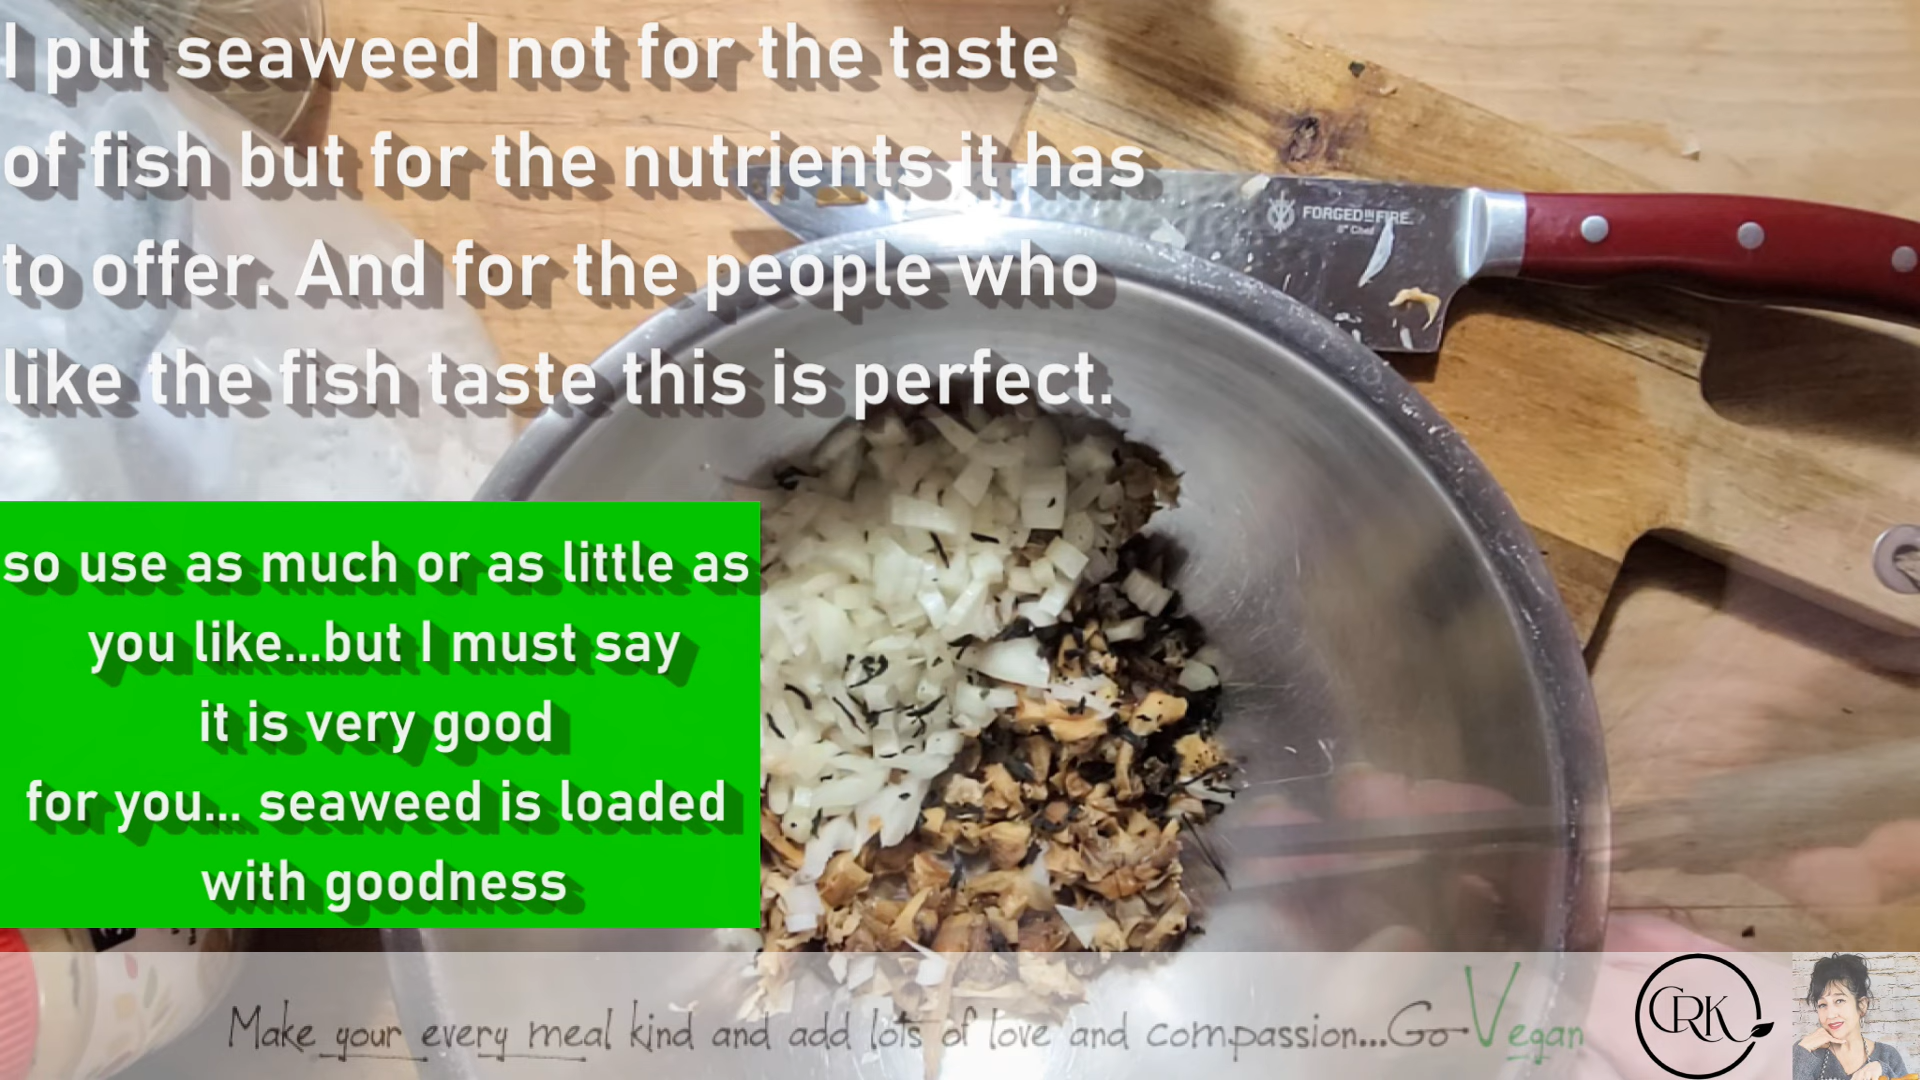 I put seaweed not for the taste
of fish but for the nutrients it has
to offer. And for the people who
like the fish taste this is perfect.
FORGED IN FIRE
8" Chef
so use as much or as little as
you like...but I must say
it is very good
for you... seaweed is loaded
with goodness
Make your every meal kind and add lots of love and compassion...Go Vegan
CRK